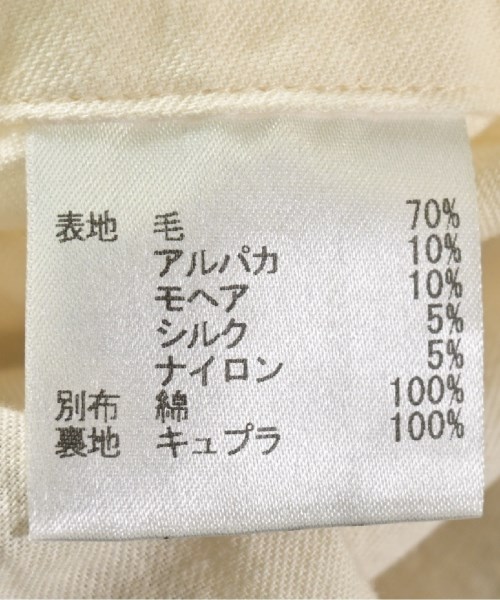 表地 毛 70%
アルパカ 10%
モヘア 10%
シルク 5%
ナイロン 5%
別布 綿 100%
裏地 キュプラ 100%